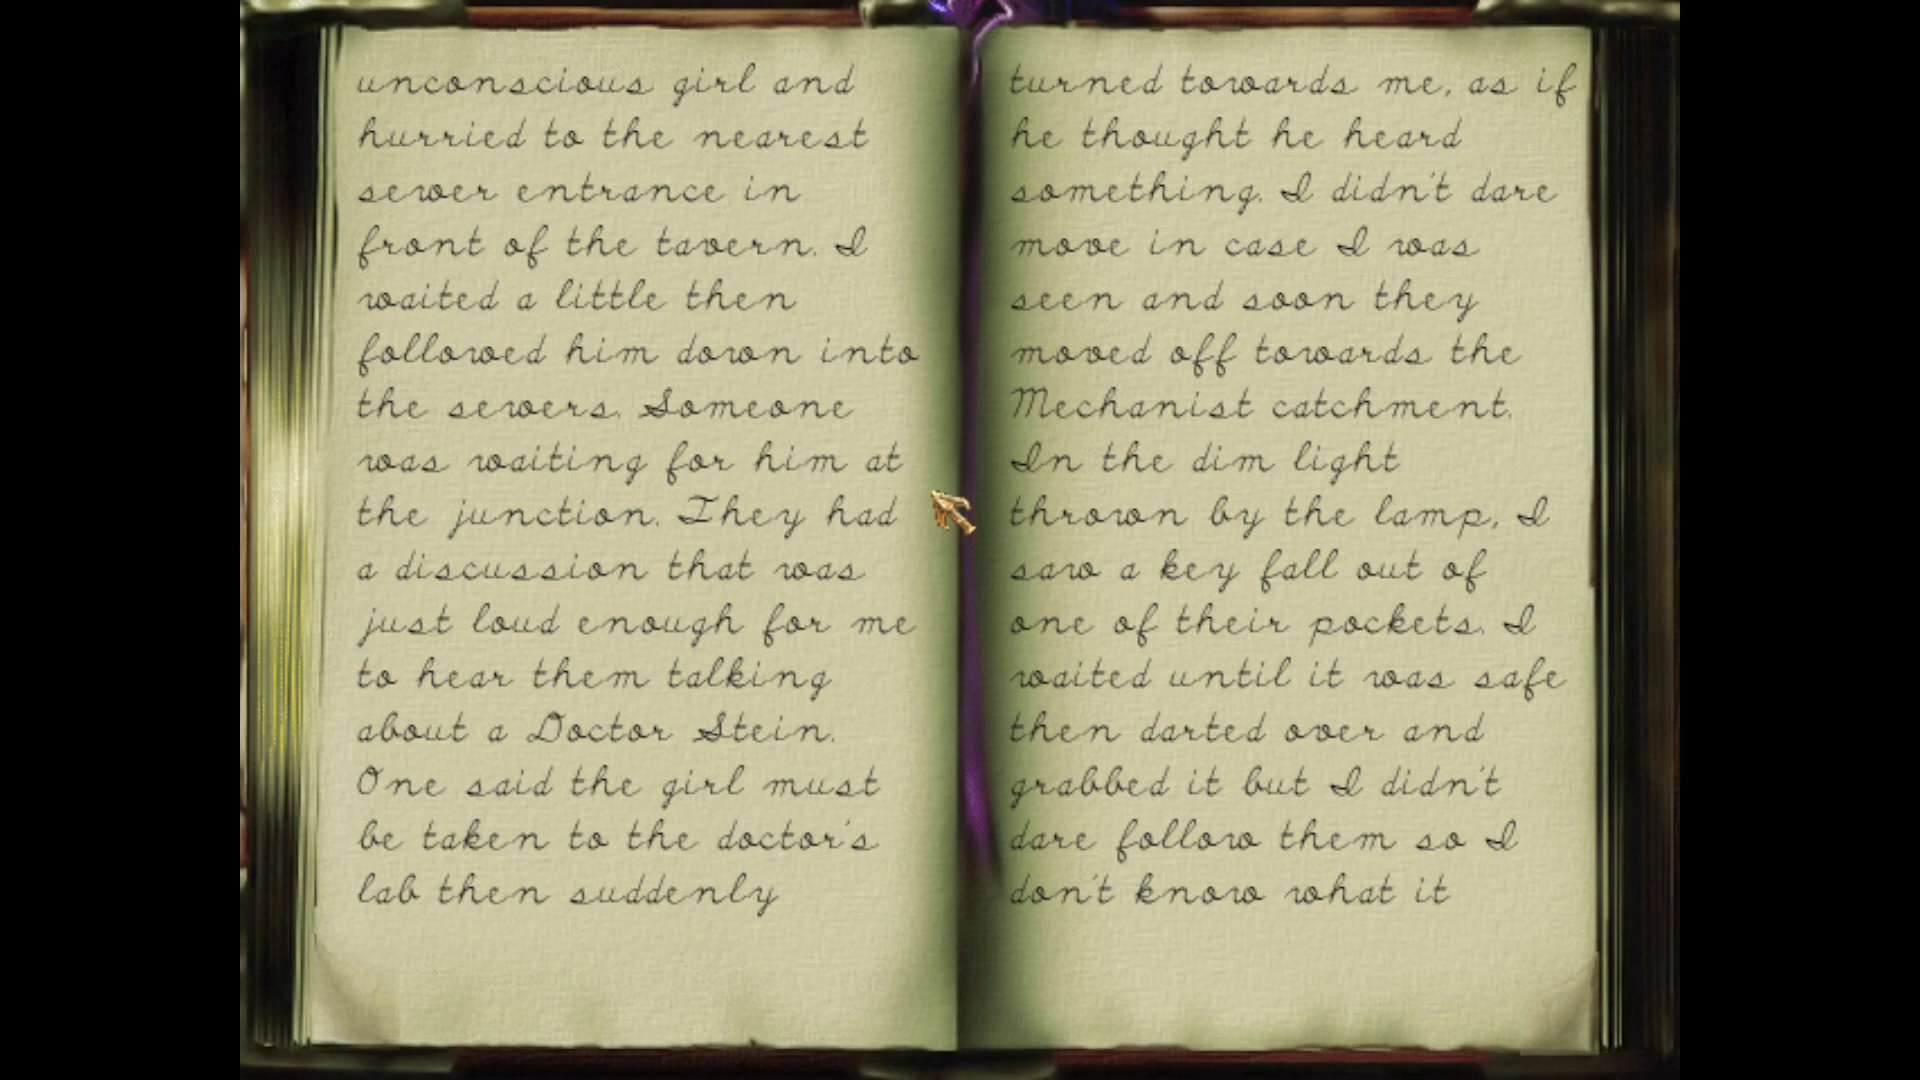 unconscious girl and
hurried to the nearest
sewer entrance in
front of the tavern. I
waited a little then
followed him down into
the sewers. Someone
was waiting for him at
the junction. They had
a discussion that was
just loud enough for me
to hear them talking
about a Doctor Stein.
One said the girl must
be taken to the doctor's
lab then suddenly
turned towards me, as if
he thought he heard
something. I didn't dare
move in case I was
seen and soon they
moved off towards the
Mechanist catchment.
In the dim light
thrown by the lamp, I
saw a key fall out of
one of their pockets. I
waited until it was safe
then darted over and
grabbed it but I didn't
dare follow them so I
don't know what it